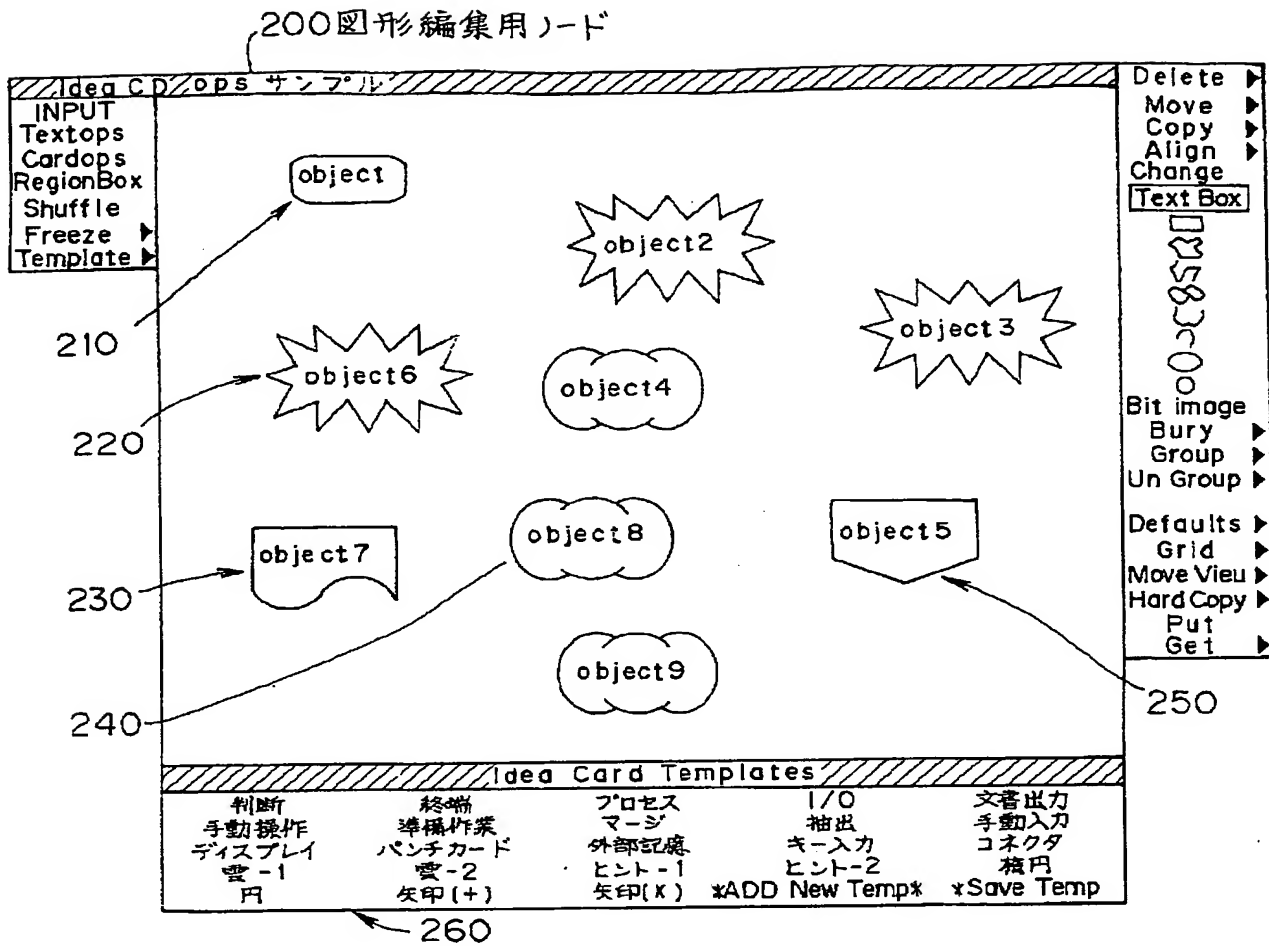 200図形編集用ノード
Idea CD ops サンプル
INPUT
Textops
Cardops
RegionBox
Shuffle
Freeze
Template
Delete
Move
Copy
Align
Change
Text Box
Bit image
Bury
Group
Un Group
Defaults
Grid
Move Vieu
Hard Copy
Put
Get
object
object2
object3
object6
object4
object8
object5
object7
object9
210
220
230
240
250
Idea Card Templates
判断 終端 プロセス I/O 文書出力
手動操作 準備作業 マージ 抽出 手動入力
ディスプレイ パンチカード 外部記憶 キー入力 コネクタ
雲-1 雲-2 ヒント-1 ヒント-2 楕円
円 矢印(+) 矢印(X) *ADD New Temp* *Save Temp
260